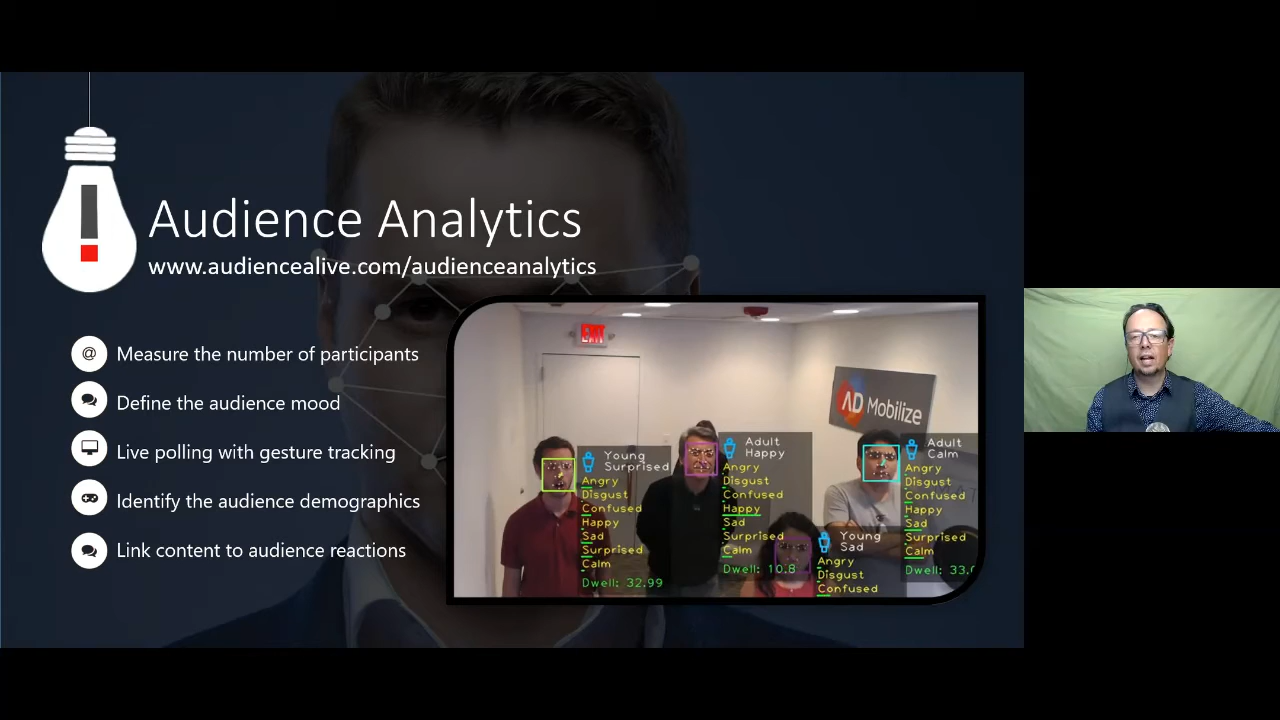 Audience Analytics
www.audiencealive.com/audienceanalytics
@ Measure the number of participants
Define the audience mood
Live polling with gesture tracking
Identify the audience demographics
Link content to audience reactions
EXIT
AD Mobilize
Young
Surprised
Angry
Disgust
Confused
Happy
Sad
Surprised
Calm
Dwell: 32.99
Adult
Happy
Angry
Disgust
Confused
Happy
Sad
Surprised
Calm
Dwell: 10.8
Young
Sad
Angry
Disgust
Confused
Adult
Calm
Angry
Disgust
Confused
Happy
Sad
Surprised
Calm
Dwell: 33.0